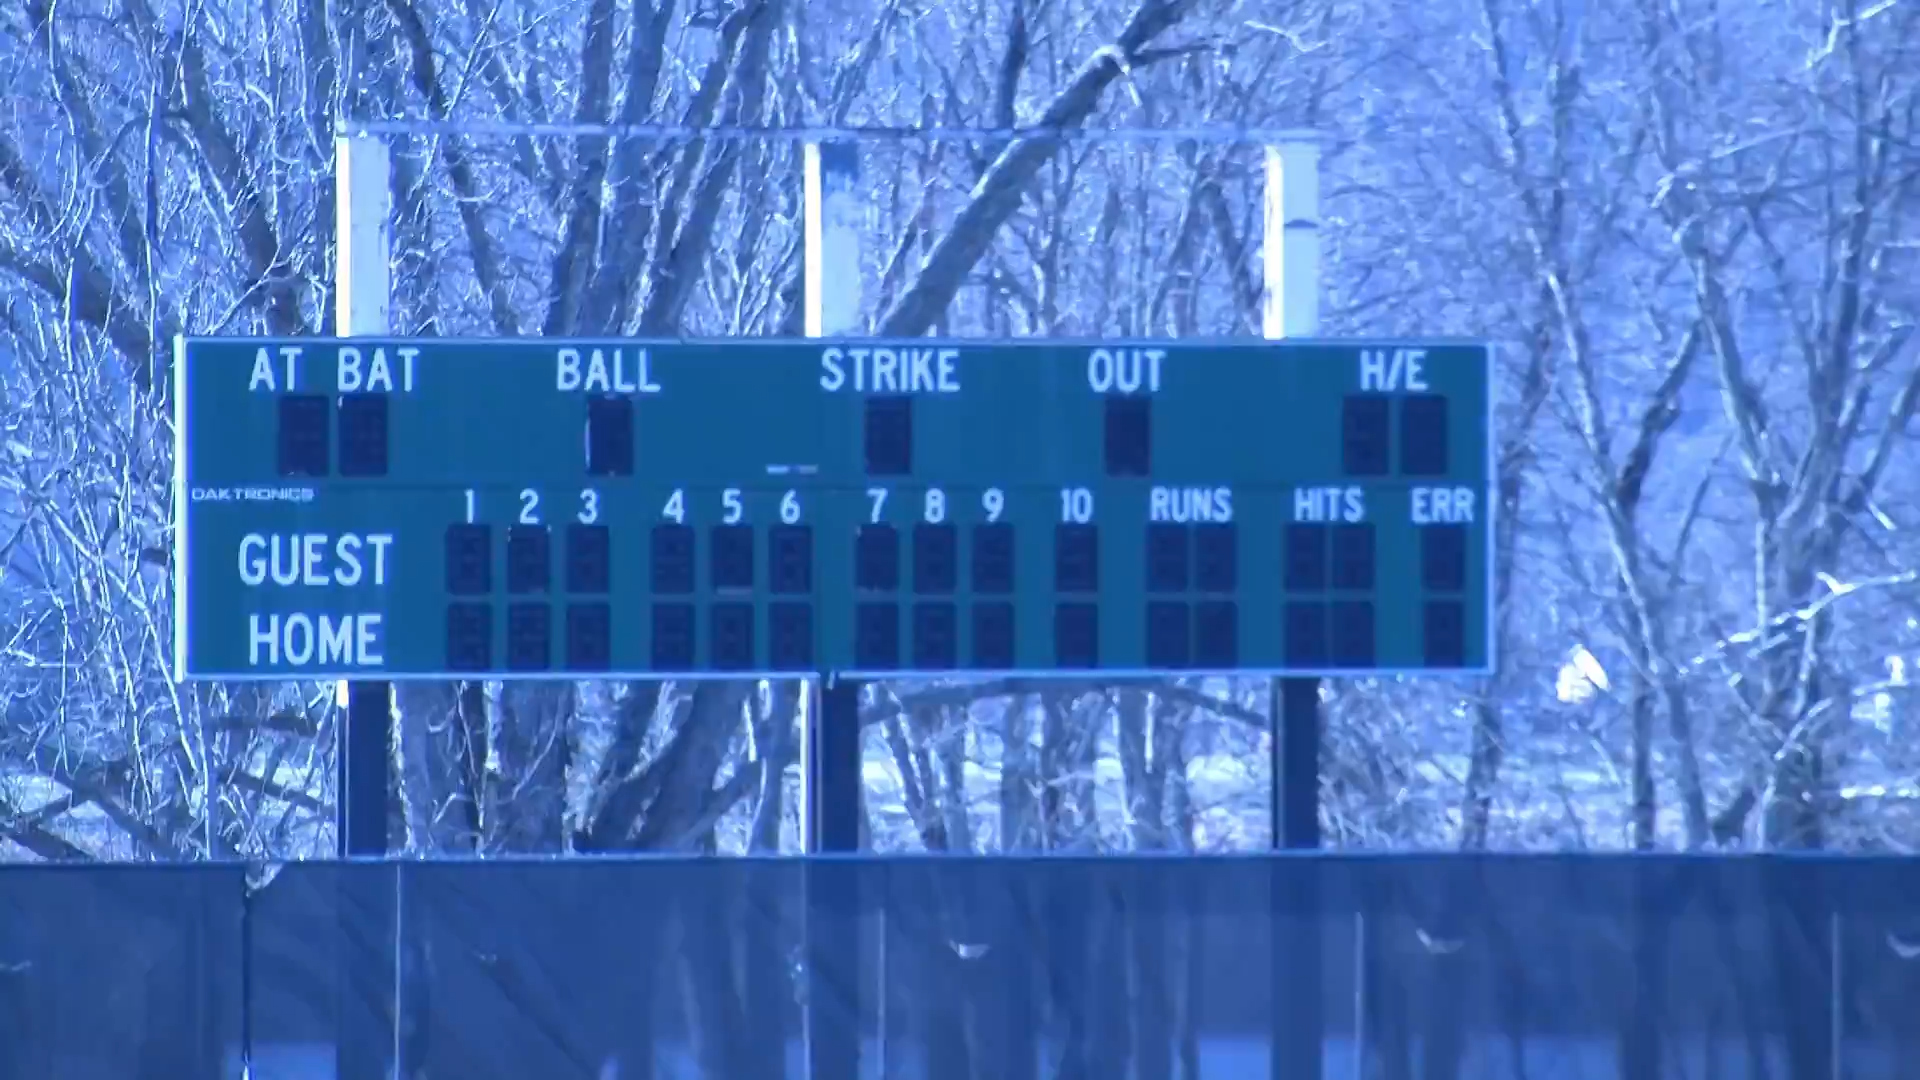 AT BAT BALL STRIKE OUT H/E
DAKTRONICS
1 2 3 4 5 6 7 8 9 10 RUNS HITS ERR
GUEST
HOME